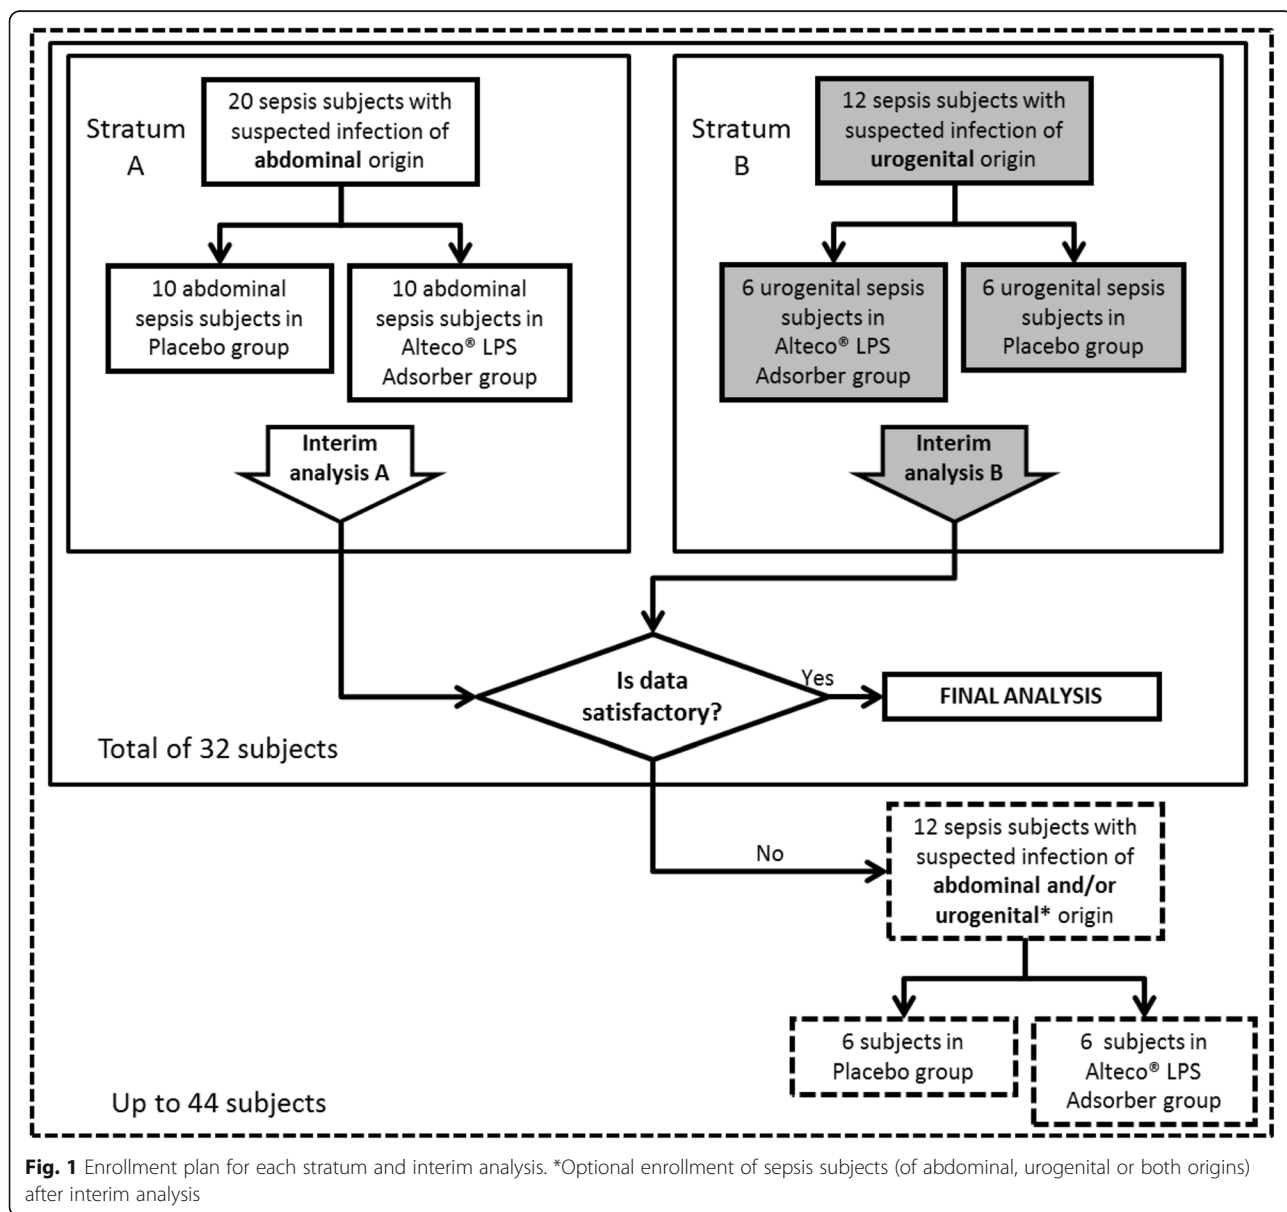 Stratum
A
20 sepsis subjects with
suspected infection of
abdominal origin
10 abdominal
sepsis subjects in
Placebo group
10 abdominal
sepsis subjects in
Alteco® LPS
Adsorber group
Interim
analysis A
Stratum
B
12 sepsis subjects with
suspected infection of
urogenital origin
6 urogenital sepsis
subjects in
Alteco® LPS
Adsorber group
6 urogenital sepsis
subjects in
Placebo group
Interim
analysis B
Is data
satisfactory?
Yes
FINAL ANALYSIS
Total of 32 subjects
No
12 sepsis subjects with
suspected infection of
abdominal and/or
urogenital* origin
6 subjects in
Placebo group
6 subjects in
Alteco® LPS
Adsorber group
Up to 44 subjects
Fig. 1 Enrollment plan for each stratum and interim analysis. *Optional enrollment of sepsis subjects (of abdominal, urogenital or both origins)
after interim analysis